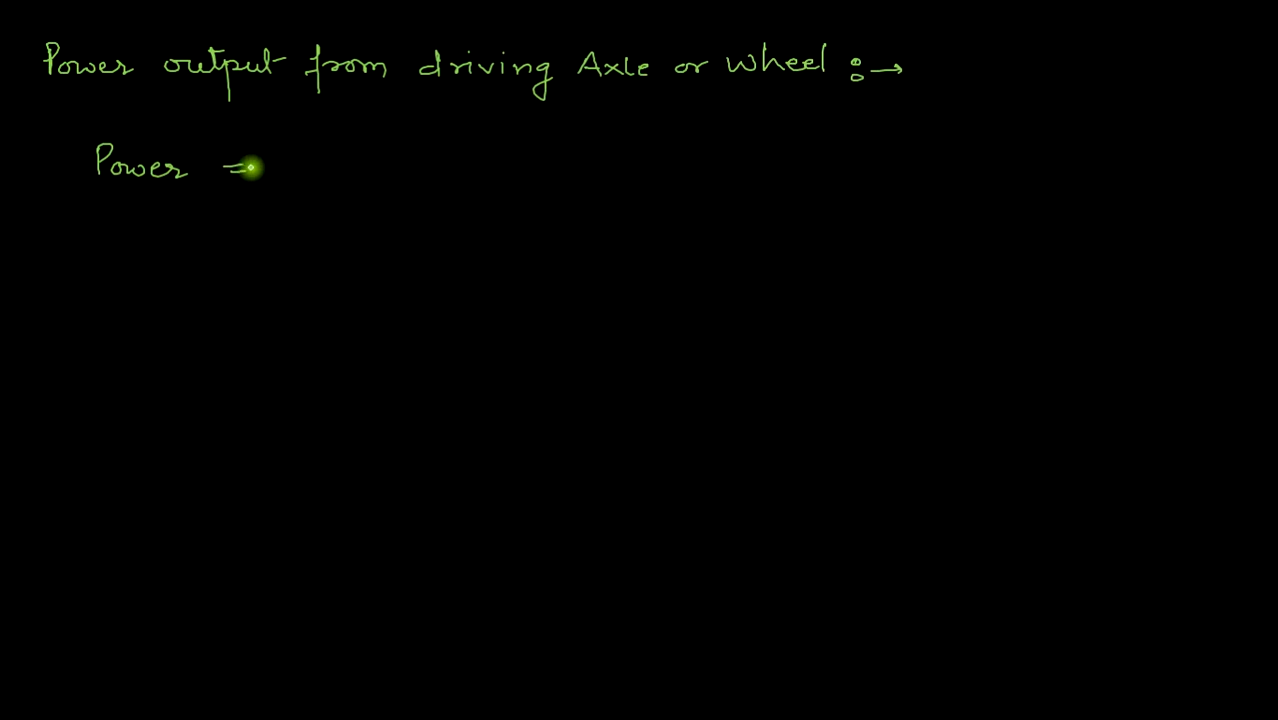 Power output from driving Axle or wheel :→
Power =